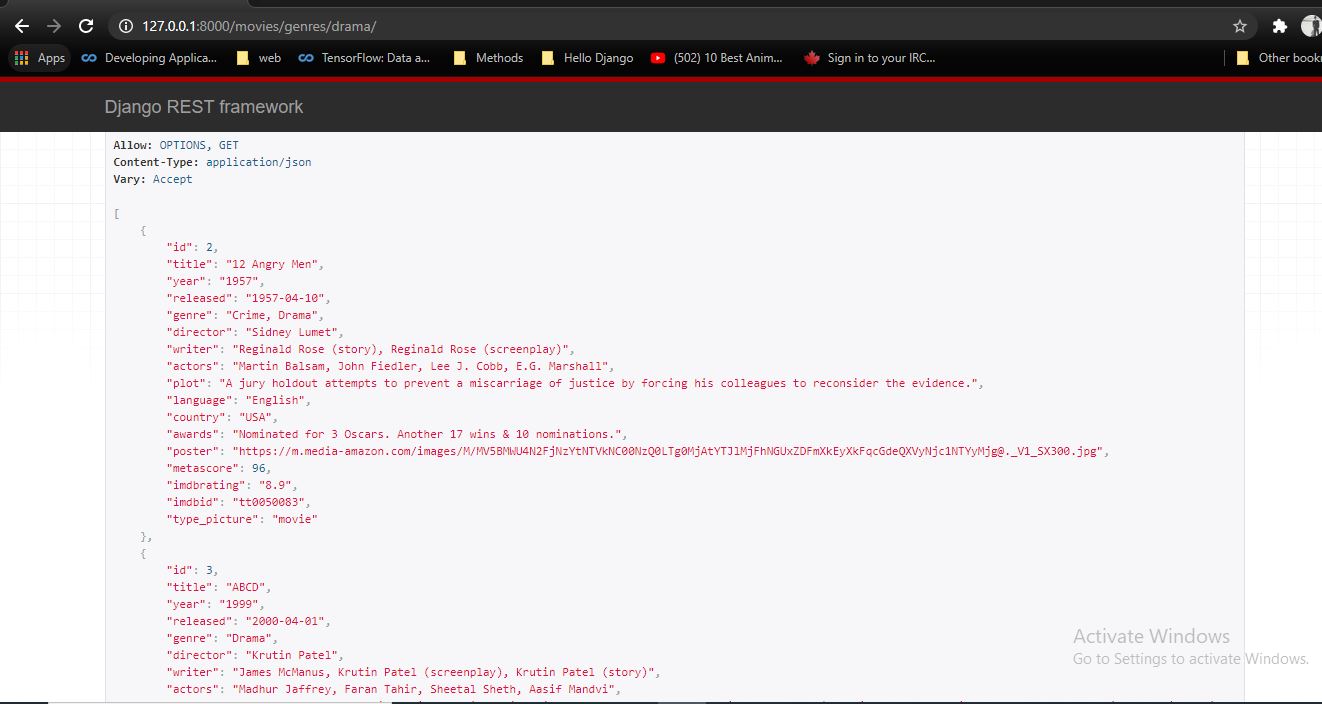 127.0.0.1:8000/movies/genres/drama/
Apps Developing Applica... web TensorFlow: Data a... Methods Hello Django (502) 10 Best Anim... Sign in to your IRC... Other book
Django REST framework
Allow: OPTIONS, GET
Content-Type: application/json
Vary: Accept
[
{
"id": 2,
"title": "12 Angry Men",
"year": "1957",
"released": "1957-04-10",
"genre": "Crime, Drama",
"director": "Sidney Lumet",
"writer": "Reginald Rose (story), Reginald Rose (screenplay)",
"actors": "Martin Balsam, John Fiedler, Lee J. Cobb, E.G. Marshall",
"plot": "A jury holdout attempts to prevent a miscarriage of justice by forcing his colleagues to reconsider the evidence.",
"language": "English",
"country": "USA",
"awards": "Nominated for 3 Oscars. Another 17 wins & 10 nominations.",
"poster": "https://m.media-amazon.com/images/M/MV5BMWU4N2FjNzYtNTVkNC00NzQ0LTg0MjAtYTJlMjFhNGUxZDFmXkEyXkFqcGdeQXVyNjc1NTYyMjg@._V1_SX300.jpg",
"metascore": 96,
"imdbrating": "8.9",
"imdbid": "tt0050083",
"type_picture": "movie"
},
{
"id": 3,
"title": "ABCD",
"year": "1999",
"released": "2000-04-01",
"genre": "Drama",
"director": "Krutin Patel",
"writer": "James McManus, Krutin Patel (screenplay), Krutin Patel (story)",
"actors": "Madhur Jaffrey, Faran Tahir, Sheetal Sheth, Aasif Mandvi",
Activate Windows
Go to Settings to activate Windows.